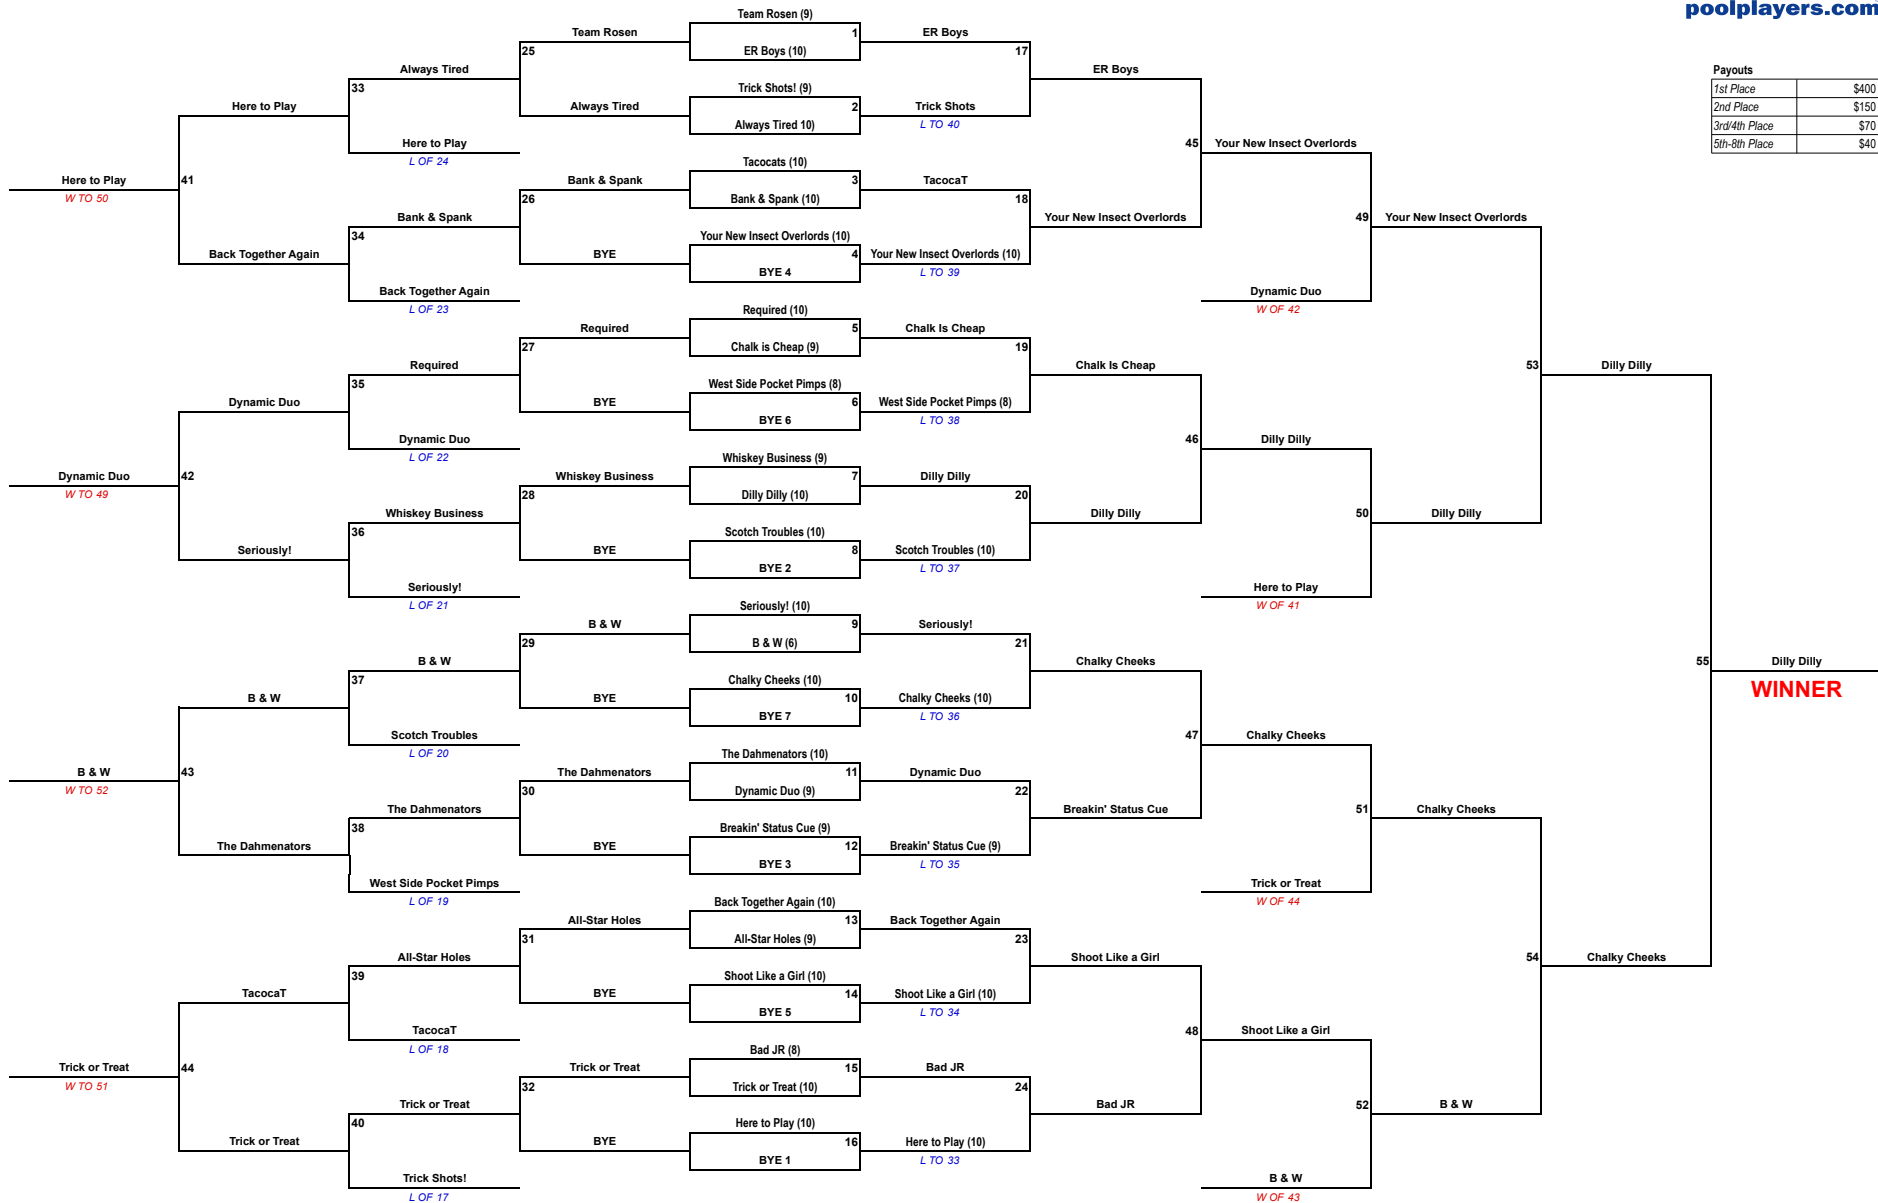 poolplayers.com
Payouts
1st Place $400
2nd Place $150
3rd/4th Place $70
5th-8th Place $40
Team Rosen (9)
1
ER Boys (10)
Trick Shots! (9)
2
Always Tired 10)
Tacocats (10)
3
Bank & Spank (10)
Your New Insect Overlords (10)
4
BYE 4
Required (10)
5
Chalk is Cheap (9)
West Side Pocket Pimps (8)
6
BYE 6
Whiskey Business (9)
7
Dilly Dilly (10)
Scotch Troubles (10)
8
BYE 2
Seriously! (10)
9
B & W (6)
Chalky Cheeks (10)
10
BYE 7
The Dahmenators (10)
11
Dynamic Duo (9)
Breakin' Status Cue (9)
12
BYE 3
Back Together Again (10)
13
All-Star Holes (9)
Shoot Like a Girl (10)
14
BYE 5
Bad JR (8)
15
Trick or Treat (10)
Here to Play (10)
16
BYE 1
ER Boys
17
Trick Shots
L TO 40
TacocaT
18
Your New Insect Overlords (10)
L TO 39
Chalk Is Cheap
19
West Side Pocket Pimps (8)
L TO 38
Dilly Dilly
20
Scotch Troubles (10)
L TO 37
Seriously!
21
Chalky Cheeks (10)
L TO 36
Dynamic Duo
22
Breakin' Status Cue (9)
L TO 35
Back Together Again
23
Shoot Like a Girl (10)
L TO 34
Bad JR
24
Here to Play (10)
L TO 33
ER Boys
45
Your New Insect Overlords
Chalk Is Cheap
46
Dilly Dilly
Chalky Cheeks
47
Breakin' Status Cue
Shoot Like a Girl
48
Bad JR
Your New Insect Overlords
49
Dynamic Duo
W OF 42
Dilly Dilly
50
Here to Play
W OF 41
Chalky Cheeks
51
Trick or Treat
W OF 44
Shoot Like a Girl
52
B & W
W OF 43
Your New Insect Overlords
53
Dilly Dilly
Chalky Cheeks
54
B & W
Dilly Dilly
55
Chalky Cheeks
Dilly Dilly
WINNER
Team Rosen
25
Always Tired
Bank & Spank
26
BYE
Required
27
BYE
Whiskey Business
28
BYE
B & W
29
BYE
The Dahmenators
30
BYE
All-Star Holes
31
BYE
Trick or Treat
32
BYE
Always Tired
33
Here to Play
L OF 24
Bank & Spank
34
Back Together Again
L OF 23
Required
35
Dynamic Duo
L OF 22
Whiskey Business
36
Seriously!
L OF 21
B & W
37
Scotch Troubles
L OF 20
The Dahmenators
38
West Side Pocket Pimps
L OF 19
All-Star Holes
39
TacocaT
L OF 18
Trick or Treat
40
Trick Shots!
L OF 17
Here to Play
41
Back Together Again
Dynamic Duo
42
Seriously!
B & W
43
The Dahmenators
TacocaT
44
Trick or Treat
Here to Play
W TO 50
Dynamic Duo
W TO 49
B & W
W TO 52
Trick or Treat
W TO 51